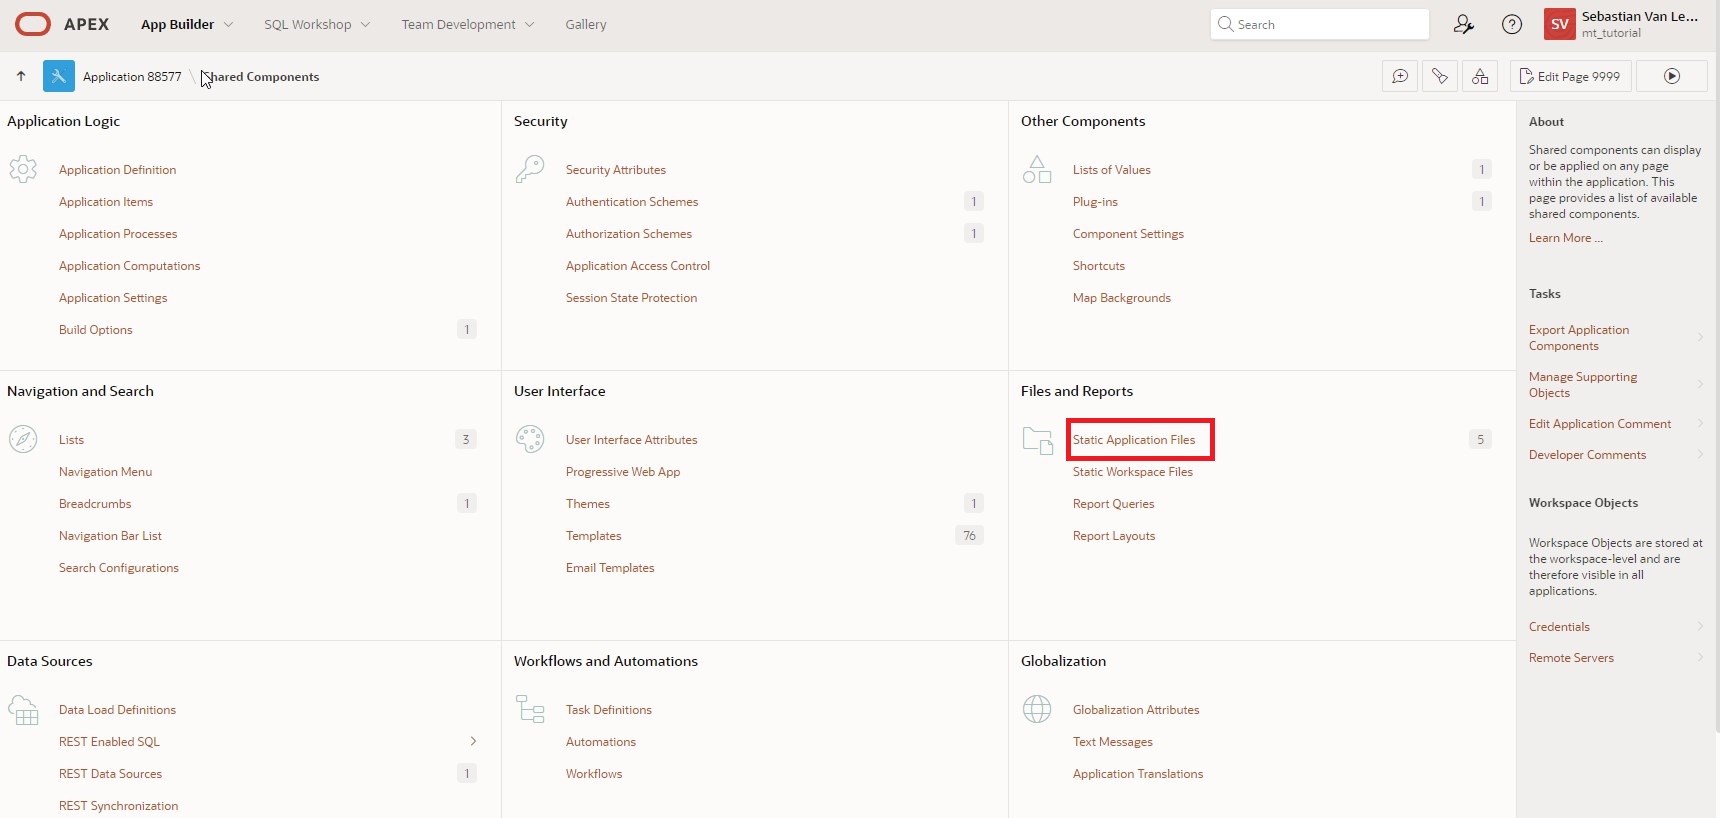 APEX
App Builder
SQL Workshop
Team Development
Gallery
Search
SV
Sebastian Van Le...
mt_tutorial
Application 88577 \ Shared Components
Edit Page 9999
Application Logic
Application Definition
Application Items
Application Processes
Application Computations
Application Settings
Build Options 1
Security
Security Attributes
Authentication Schemes 1
Authorization Schemes 1
Application Access Control
Session State Protection
Other Components
Lists of Values 1
Plug-ins 1
Component Settings
Shortcuts
Map Backgrounds
Navigation and Search
Lists 3
Navigation Menu
Breadcrumbs 1
Navigation Bar List
Search Configurations
User Interface
User Interface Attributes
Progressive Web App
Themes 1
Templates 76
Email Templates
Files and Reports
Static Application Files 5
Static Workspace Files
Report Queries
Report Layouts
Data Sources
Data Load Definitions
REST Enabled SQL
REST Data Sources 1
REST Synchronization
Workflows and Automations
Task Definitions
Automations
Workflows
Globalization
Globalization Attributes
Text Messages
Application Translations
About
Shared components can display
or be applied on any page
within the application. This
page provides a list of available
shared components.
Learn More ...
Tasks
Export Application
Components
Manage Supporting
Objects
Edit Application Comment
Developer Comments
Workspace Objects
Workspace Objects are stored at
the workspace-level and are
therefore visible in all
applications.
Credentials
Remote Servers